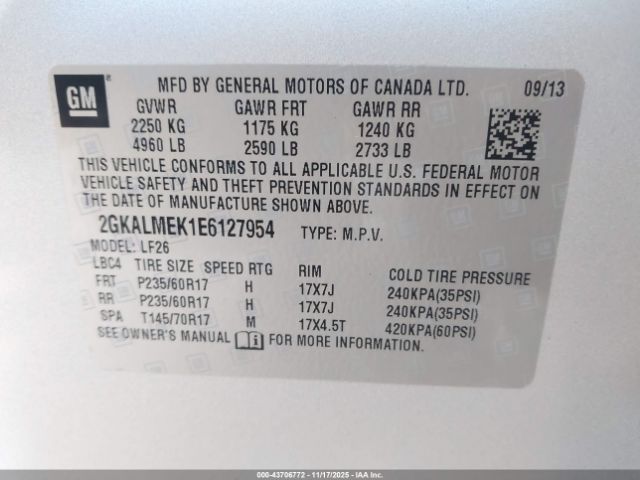 GM
MFD BY GENERAL MOTORS OF CANADA LTD. 09/13
GVWR GAWR FRT GAWR RR
2250 KG 1175 KG 1240 KG
4960 LB 2590 LB 2733 LB
THIS VEHICLE CONFORMS TO ALL APPLICABLE U.S. FEDERAL MOTOR
VEHICLE SAFETY AND THEFT PREVENTION STANDARDS IN EFFECT ON
THE DATE OF MANUFACTURE SHOWN ABOVE.
2GKALMEK1E6127954 TYPE: M.P.V.
MODEL: LF26
LBC4 TIRE SIZE SPEED RTG RIM COLD TIRE PRESSURE
FRT P235/60R17 H 17X7J 240KPA(35PSI)
RR P235/60R17 H 17X7J 240KPA(35PSI)
SPA T145/70R17 M 17X4.5T 420KPA(60PSI)
SEE OWNER'S MANUAL FOR MORE INFORMATION.
000-43706772 - 11/17/2025 - IAA.CA